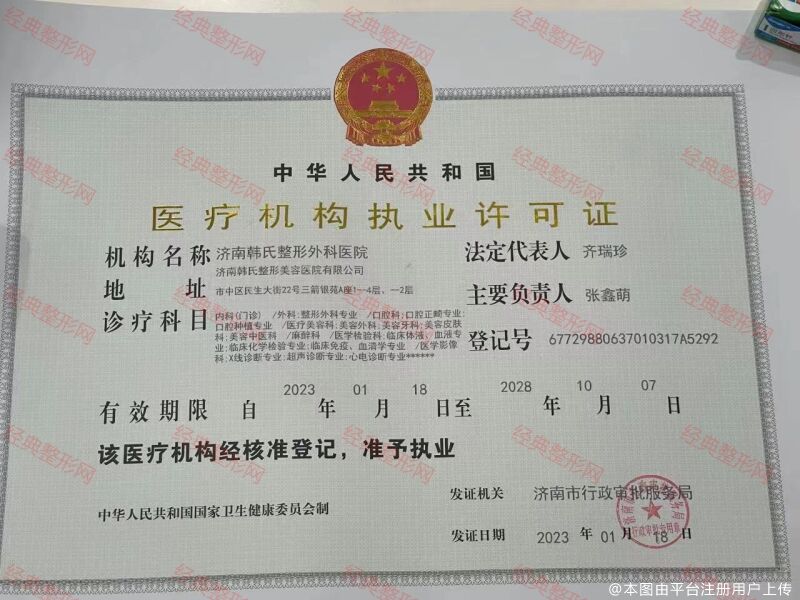 中华人民共和国
医疗机构执业许可证
机构名称 济南韩氏整形外科医院
济南韩氏整形美容医院有限公司
法定代表人 齐瑞珍
地址 市中区民生大街22号三箭银苑A座1--4层、--2层
主要负责人 张鑫萌
诊疗科目 内科(门诊) /外科;整形外科专业 /口腔科;口腔正畸专业;
口腔种植专业 /医疗美容科;美容外科;美容牙科;美容皮肤
科;美容中医科 /麻醉科 /医学检验科;临床体液、血液专
业;临床化学检验专业;临床免疫、血清学专业 /医学影像
科;X线诊断专业;超声诊断专业;心电诊断专业******
登记号 67729880637010317A5292
有效期限 自 2023 年 01 月 18 日至 2028 年 10 月 07 日
该医疗机构经核准登记，准予执业
发证机关 济南市行政审批服务局
中华人民共和国国家卫生健康委员会制
发证日期 2023 年 01 月 18 日
行政审批专用章
经典整形网
@本图由平台注册用户上传